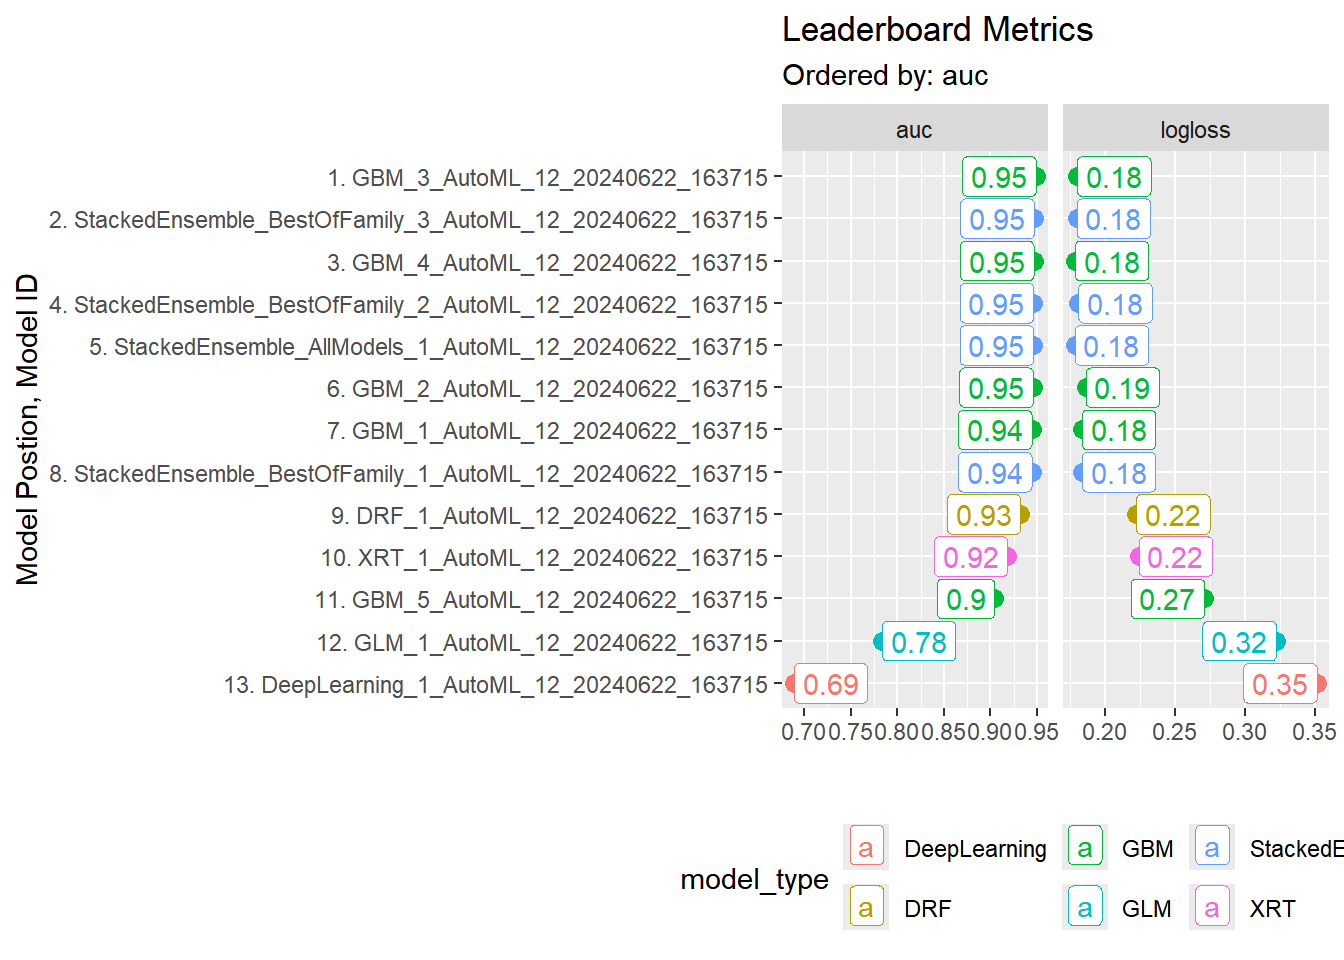 Leaderboard Metrics
Ordered by: auc
auc logloss
Model Postion, Model ID
1. GBM_3_AutoML_12_20240622_163715 0.95 0.18
2. StackedEnsemble_BestOfFamily_3_AutoML_12_20240622_163715 0.95 0.18
3. GBM_4_AutoML_12_20240622_163715 0.95 0.18
4. StackedEnsemble_BestOfFamily_2_AutoML_12_20240622_163715 0.95 0.18
5. StackedEnsemble_AllModels_1_AutoML_12_20240622_163715 0.95 0.18
6. GBM_2_AutoML_12_20240622_163715 0.95 0.19
7. GBM_1_AutoML_12_20240622_163715 0.94 0.18
8. StackedEnsemble_BestOfFamily_1_AutoML_12_20240622_163715 0.94 0.18
9. DRF_1_AutoML_12_20240622_163715 0.93 0.22
10. XRT_1_AutoML_12_20240622_163715 0.92 0.22
11. GBM_5_AutoML_12_20240622_163715 0.9 0.27
12. GLM_1_AutoML_12_20240622_163715 0.78 0.32
13. DeepLearning_1_AutoML_12_20240622_163715 0.69 0.35
0.70 0.75 0.80 0.85 0.90 0.95 0.20 0.25 0.30 0.35
model_type
a DeepLearning a GBM a StackedE
a DRF a GLM a XRT